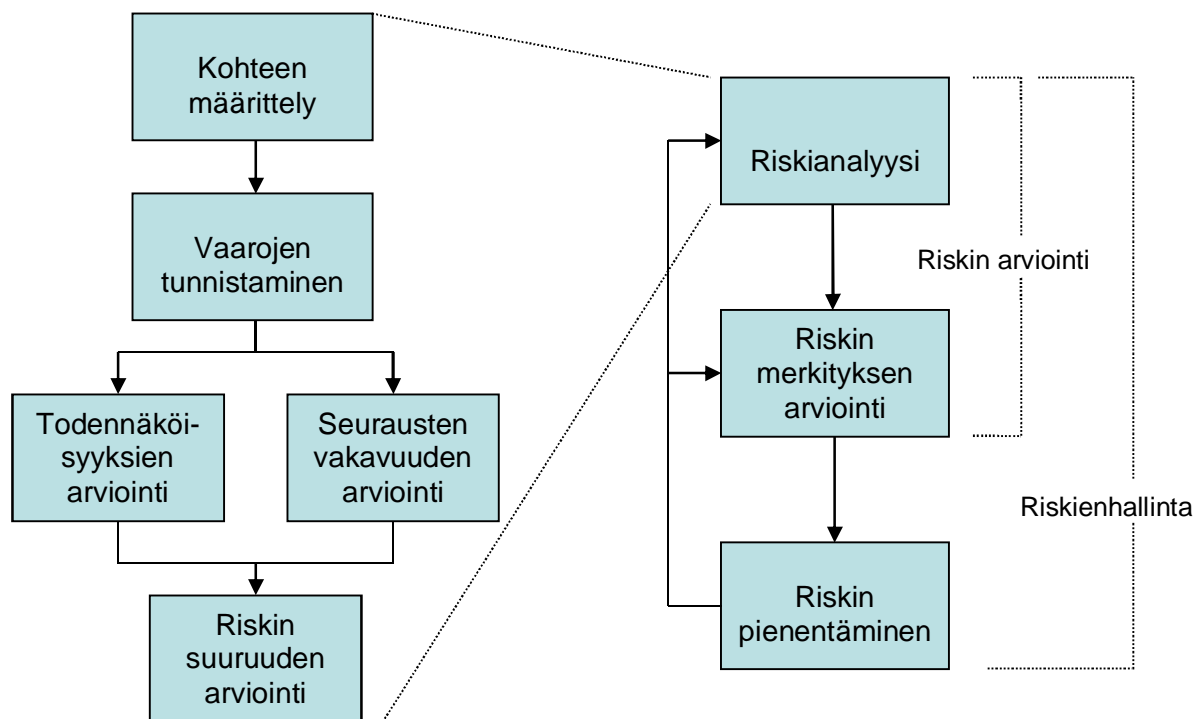 Kohteen
määrittely
Vaarojen
tunnistaminen
Todennäköi-
syyksien
arviointi
Seurausten
vakavuuden
arviointi
Riskin
suuruuden
arviointi
Riskianalyysi
Riskin arviointi
Riskin
merkityksen
arviointi
Riskienhallinta
Riskin
pienentäminen